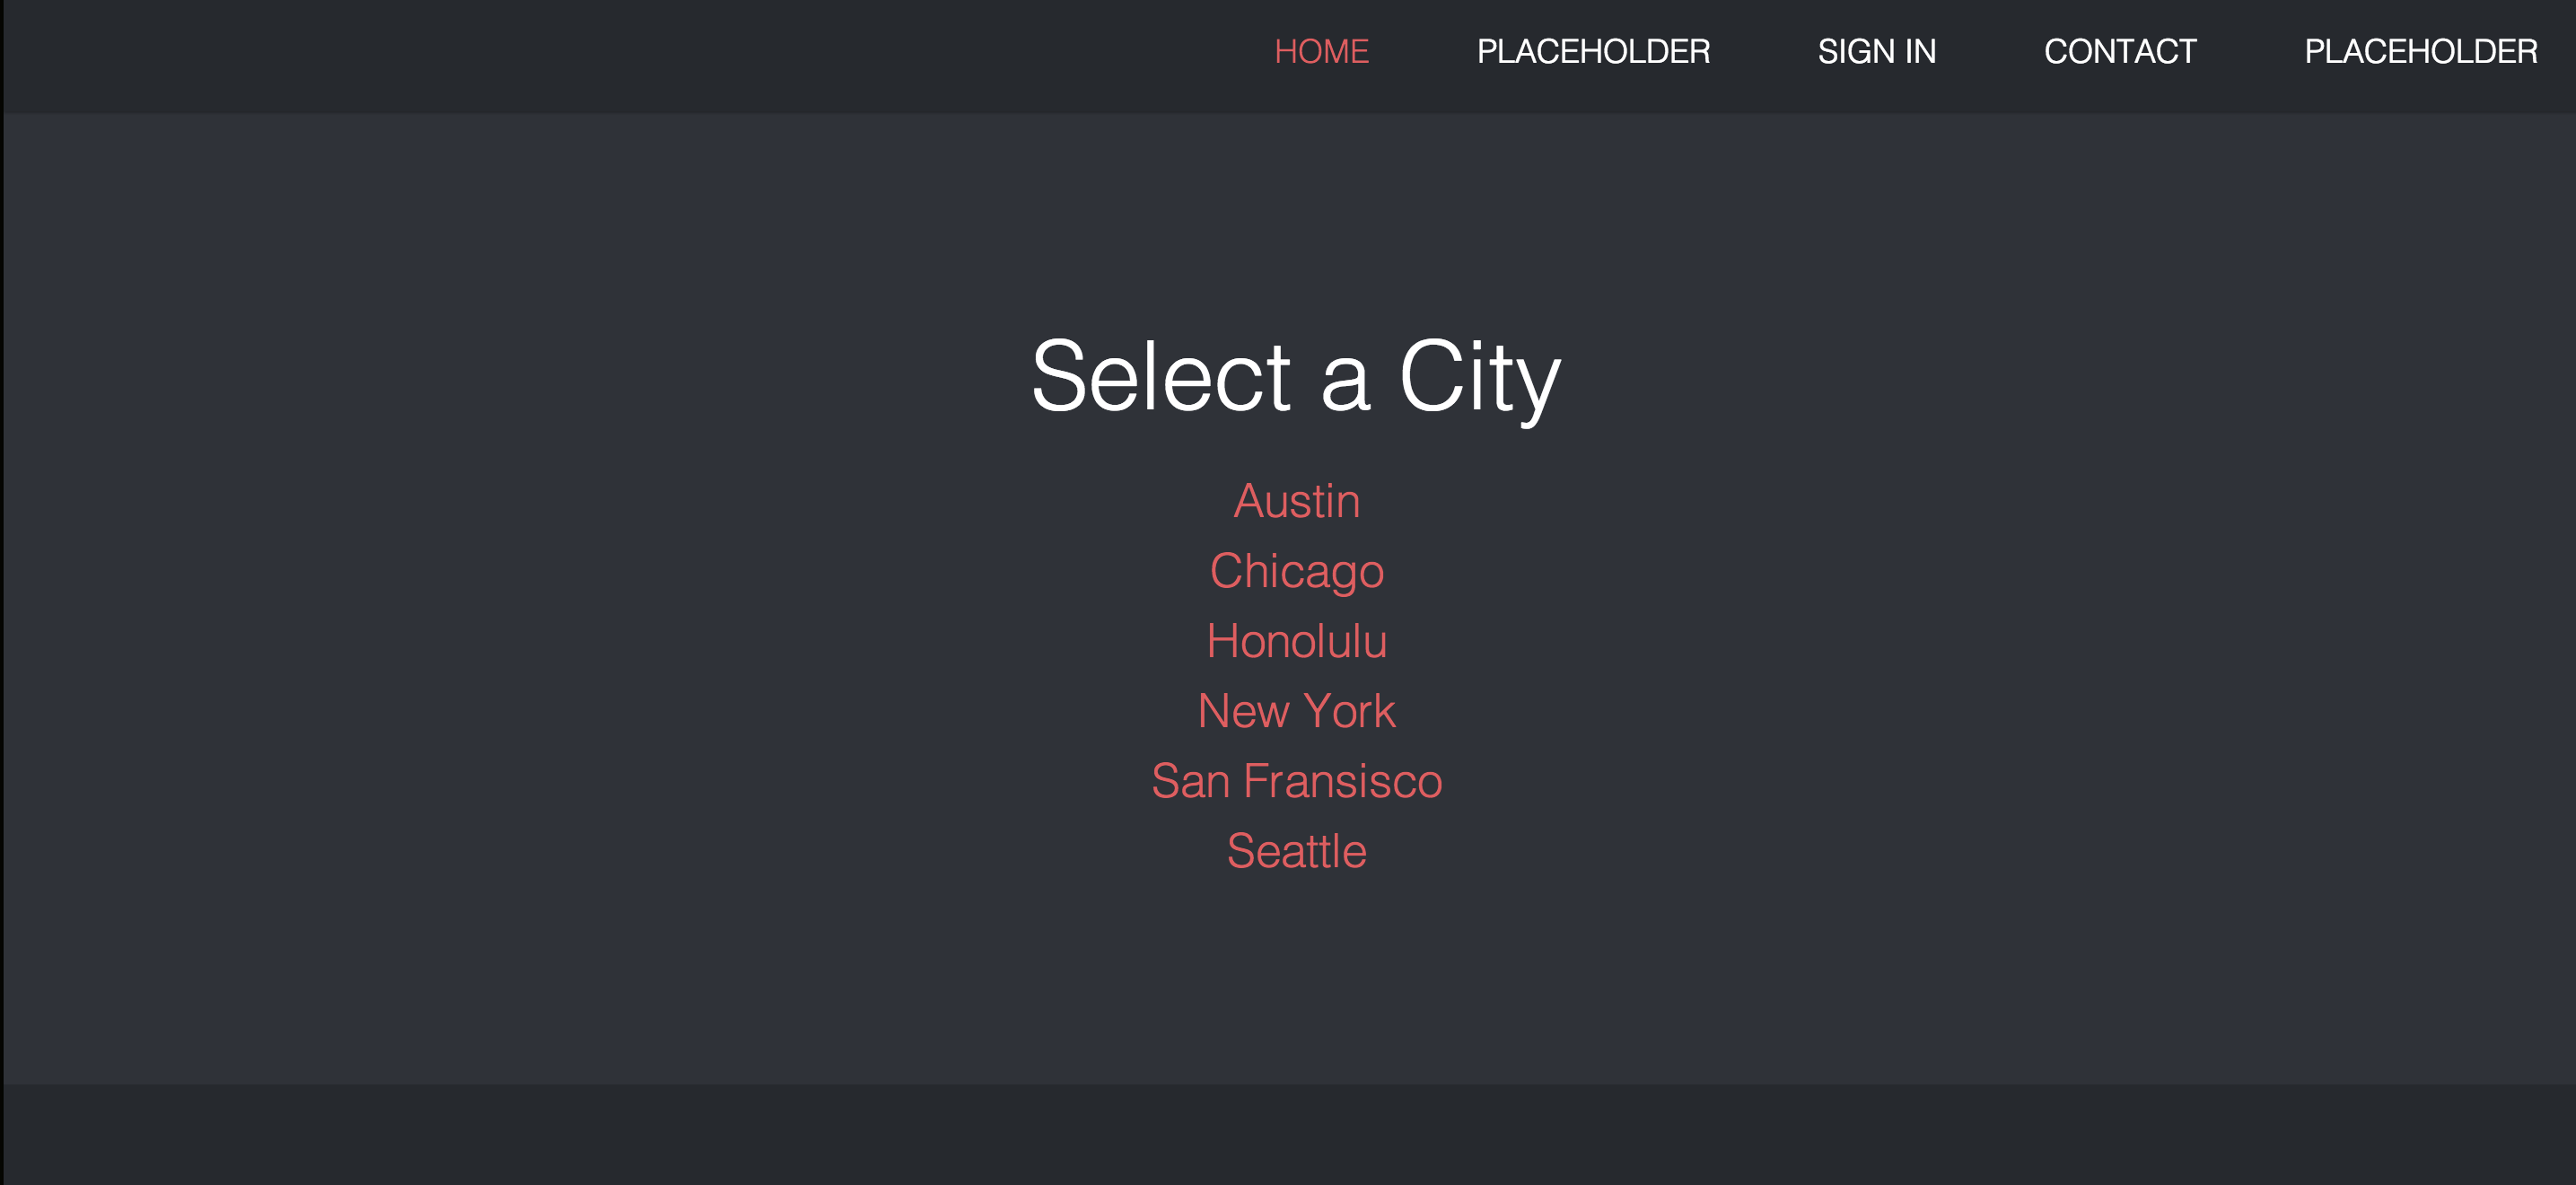 HOME PLACEHOLDER SIGN IN CONTACT PLACEHOLDER
Select a City
Austin
Chicago
Honolulu
New York
San Fransisco
Seattle